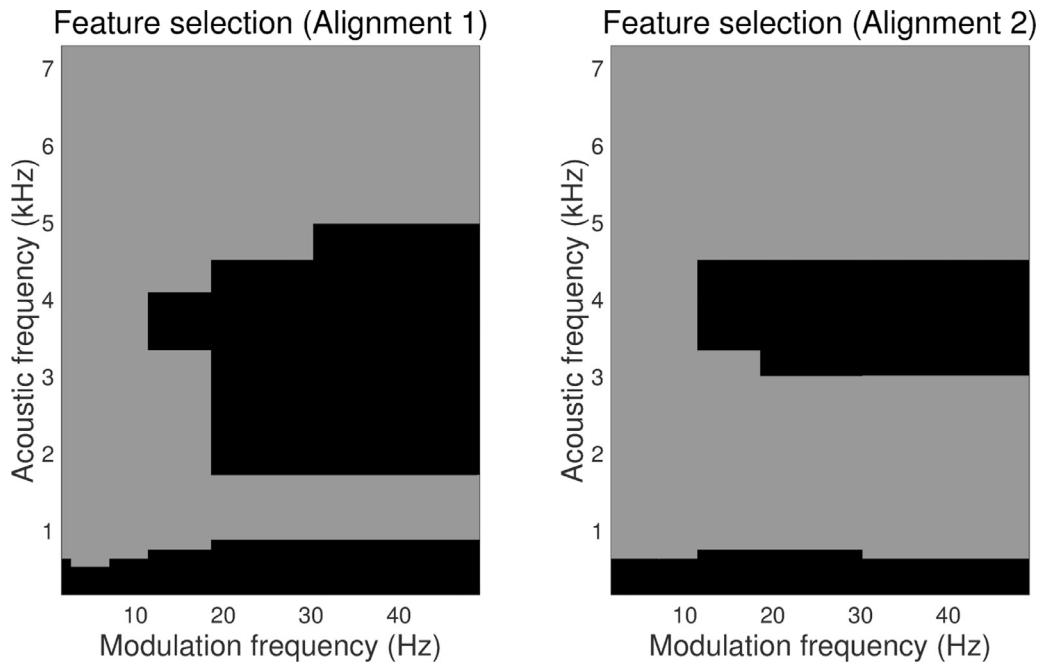 Feature selection (Alignment 1)
7
6
5
4
3
2
1
Acoustic frequency (kHz)
10 20 30 40
Modulation frequency (Hz)
Feature selection (Alignment 2)
7
6
5
4
3
2
1
Acoustic frequency (kHz)
10 20 30 40
Modulation frequency (Hz)